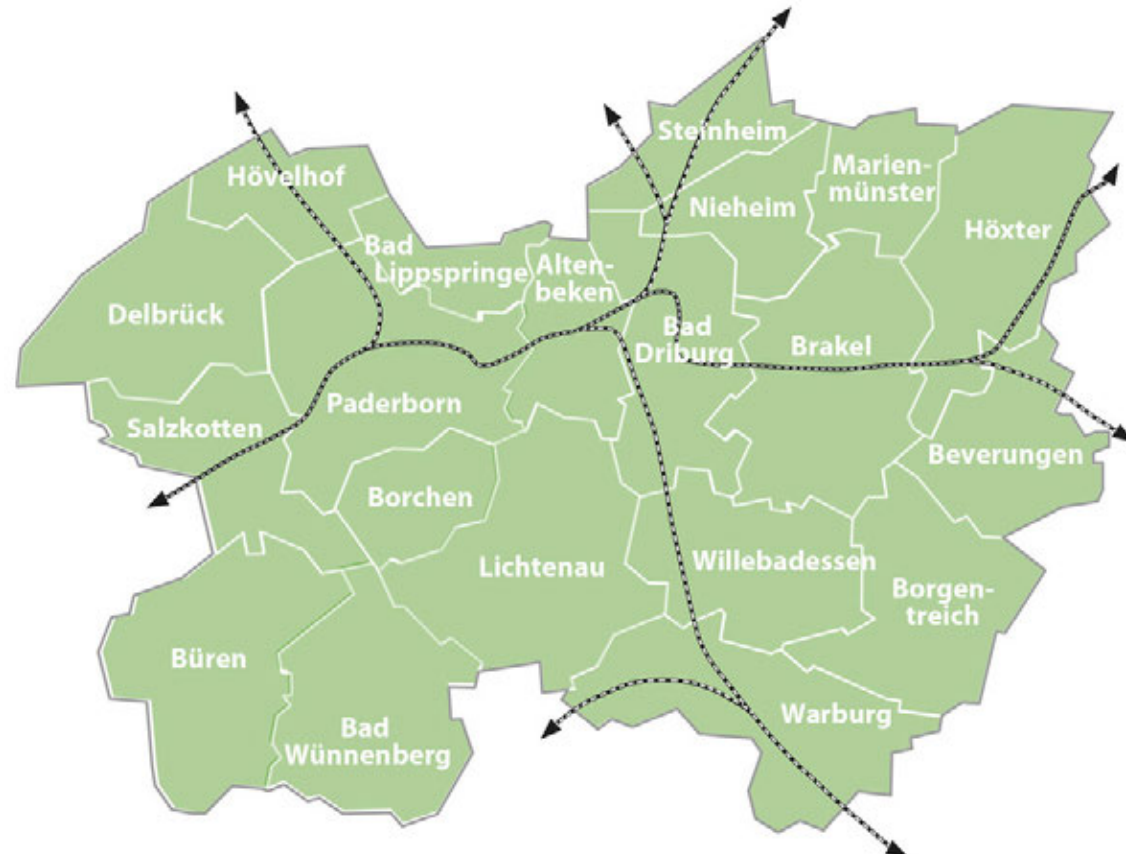 Steinheim
Marien-
münster
Hövelhof
Nieheim
Höxter
Bad
Lippspringe
Alten-
beken
Delbrück
Bad
Driburg
Brakel
Paderborn
Salzkotten
Beverungen
Borchen
Lichtenau
Willebadessen
Borgen-
treich
Büren
Warburg
Bad
Wünnenberg